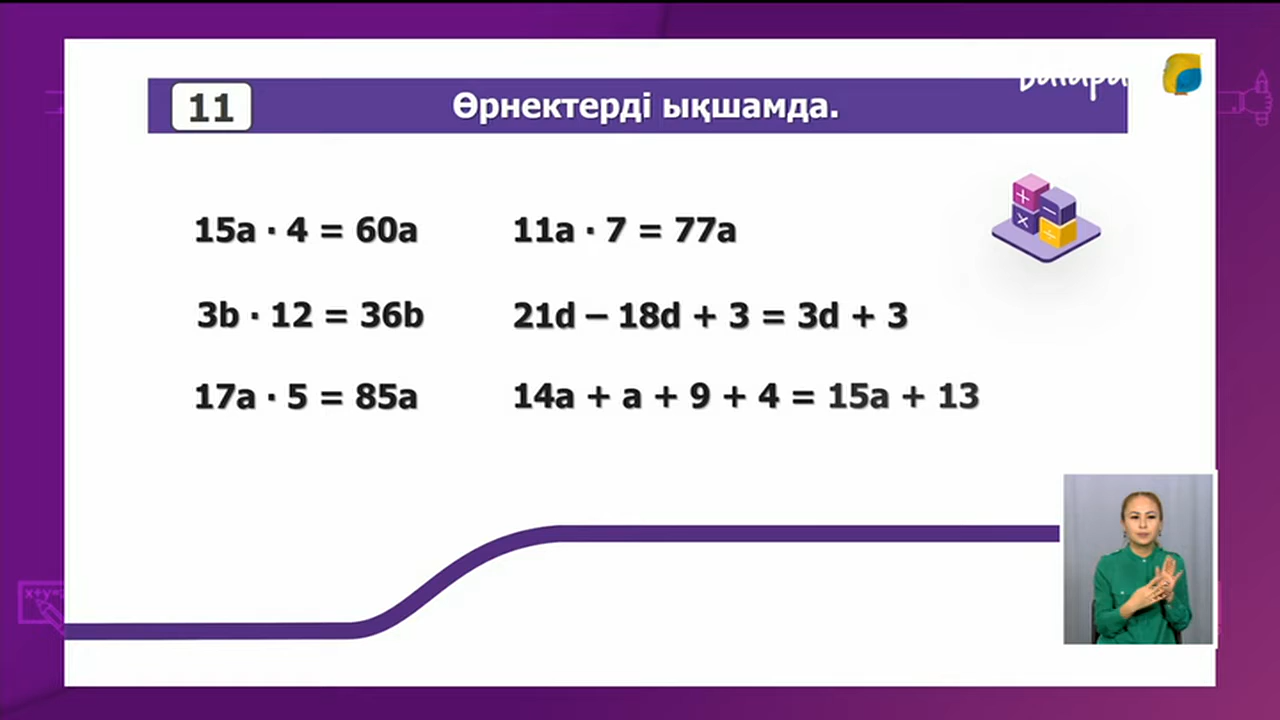 11
Өрнектерді ықшамда.
15a · 4 = 60a
11a · 7 = 77a
3b · 12 = 36b
21d – 18d + 3 = 3d + 3
17a · 5 = 85a
14a + a + 9 + 4 = 15a + 13